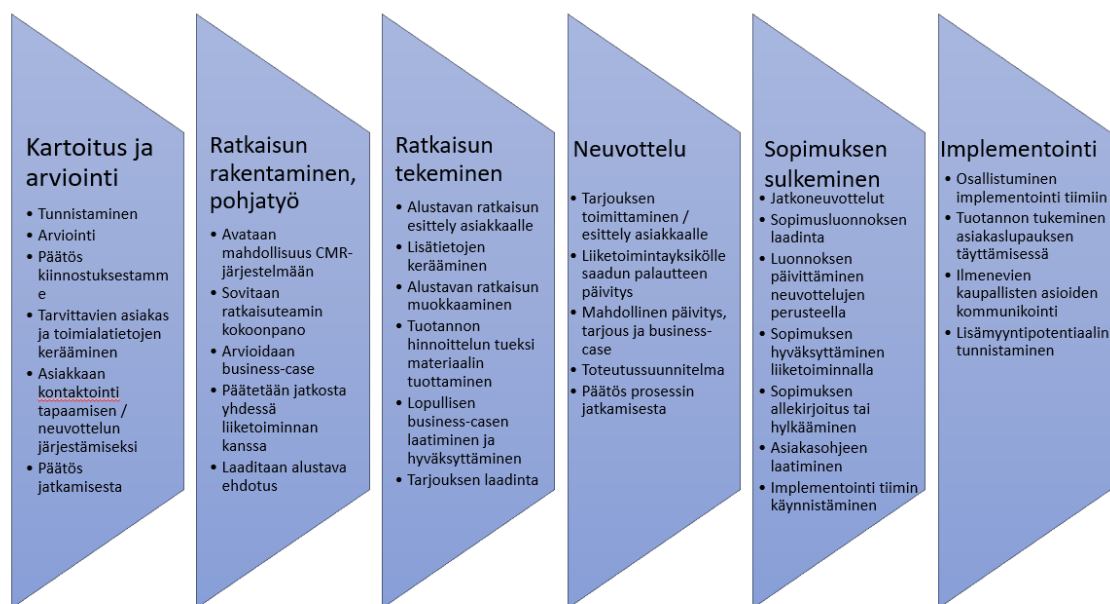 Kartoitus ja
arviointi
• Tunnistaminen
• Arviointi
• Päätös
kiinnostuksestamm
e
• Tarvittavien asiakas
ja toimialatietojen
kerääminen
• Asiakkaan
kontaktointi
tapaamisen /
neuvottelun
järjestämiseksi
• Päätös
jatkamisesta
Ratkaisun
rakentaminen,
pohjatyö
• Avataan
mahdollisuus CMR-
järjestelmään
• Sovitaan
ratkaisuteamin
kokoonpano
• Arvioidaan
business-case
• Päätetään jatkosta
yhdessä
liiketoiminnan
kanssa
• Laaditaan alustava
ehdotus
Ratkaisun
tekeminen
• Alustavan ratkaisun
esittely asiakkaalle
• Lisätietojen
kerääminen
• Alustavan ratkaisun
muokkaaminen
• Tuotannon
hinnoittelun tueksi
materiaalin
tuottaminen
• Lopullisen
business-casen
laatiminen ja
hyväksyttäminen
• Tarjouksen laadinta
Neuvottelu
• Tarjouksen
toimittaminen /
esittely asiakkaalle
• Liiketoimintayksikölle
saadun palautteen
päivitys
• Mahdollinen päivitys,
tarjous ja business-
case
• Toteutussuunnitelma
• Päätös prosessin
jatkamisesta
Sopimuksen
sulkeminen
• Jatkoneuvottelut
• Sopimusluonnoksen
laadinta
• Luonnoksen
päivittäminen
neuvottelujen
perusteella
• Sopimuksen
hyväksyttäminen
liiketoiminnalla
• Sopimuksen
allekirjoitus tai
hylkääminen
• Asiakasohjeen
laatiminen
• Implementointi tiimin
käynnistäminen
Implementointi
• Osallistuminen
implementointi tiimiin
• Tuotannon tukeminen
asiakaslupauksen
täyttämisessä
• Ilmenevien
kaupallisten asioiden
kommunikointi
• Lisämyyntipotentiaalin
tunnistaminen